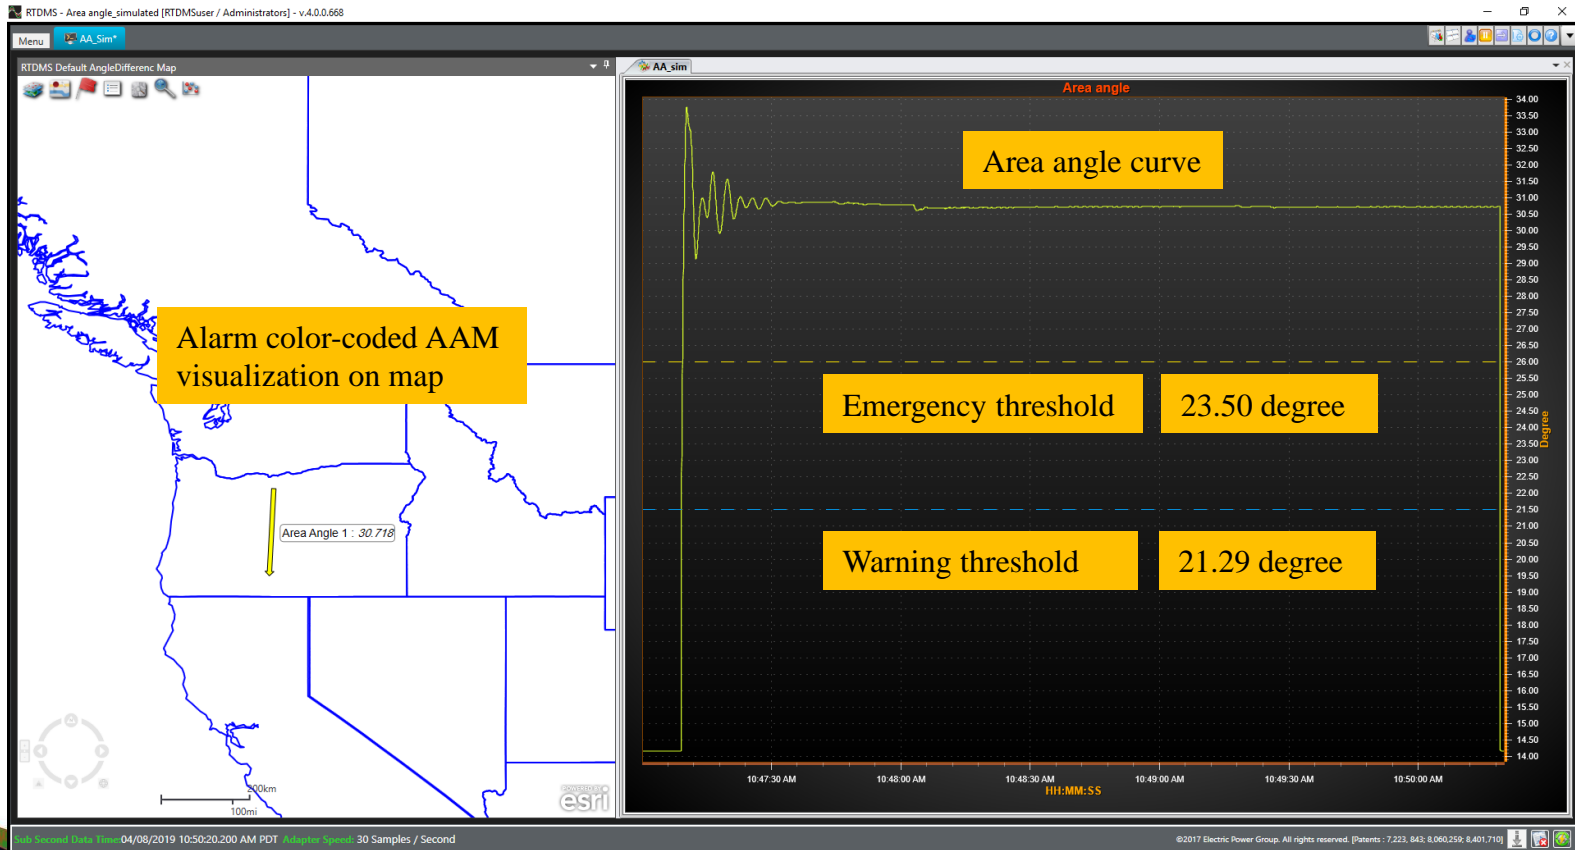 RTDMS - Area angle_simulated [RTDMSuser / Administrators] - v.4.0.0.668
Menu
AA_Sim*
RTDMS Default AngleDifferenc Map
AA_sim
Area angle
Area angle curve
Alarm color-coded AAM
visualization on map
Emergency threshold
23.50 degree
Warning threshold
21.29 degree
Area Angle 1 : 30.718
34.00
33.50
33.00
32.50
32.00
31.50
31.00
30.50
30.00
29.50
29.00
28.50
28.00
27.50
27.00
26.50
26.00
25.50
25.00
24.50
24.00
23.50
23.00
22.50
22.00
21.50
21.00
20.50
20.00
19.50
19.00
18.50
18.00
17.50
17.00
16.50
16.00
15.50
15.00
14.50
14.00
Degree
10:47:30 AM
10:48:00 AM
10:48:30 AM
10:49:00 AM
10:49:30 AM
10:50:00 AM
HH:MM:SS
200km
100mi
POWERED BY
esri
Sub Second Data Time:04/08/2019 10:50:20.200 AM PDT Adapter Speed: 30 Samples / Second
©2017 Electric Power Group. All rights reserved. [Patents : 7,223, 843; 8,060,259; 8,401,710]